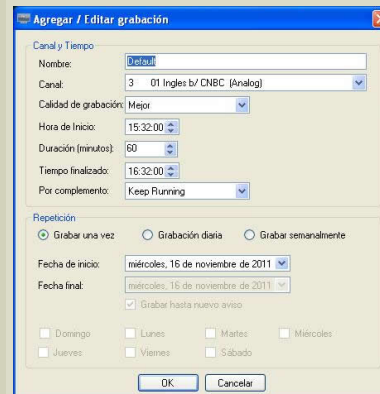 Agregar / Editar grabación
Canal y Tiempo
Nombre: Default
Canal: 3 01 Ingles b/ CNBC (Analog)
Calidad de grabación: Mejor
Hora de Inicio: 15:32:00
Duración (minutos): 60
Tiempo finalizado: 16:32:00
Por complemento: Keep Running
Repetición
Grabar una vez Grabación diaria Grabar semanalmente
Fecha de inicio: miércoles, 16 de noviembre de 2011
Fecha final: miércoles, 16 de noviembre de 2011
Grabar hasta nuevo aviso
Domingo Lunes Martes Miércoles
Jueves Viernes Sábado
OK Cancelar